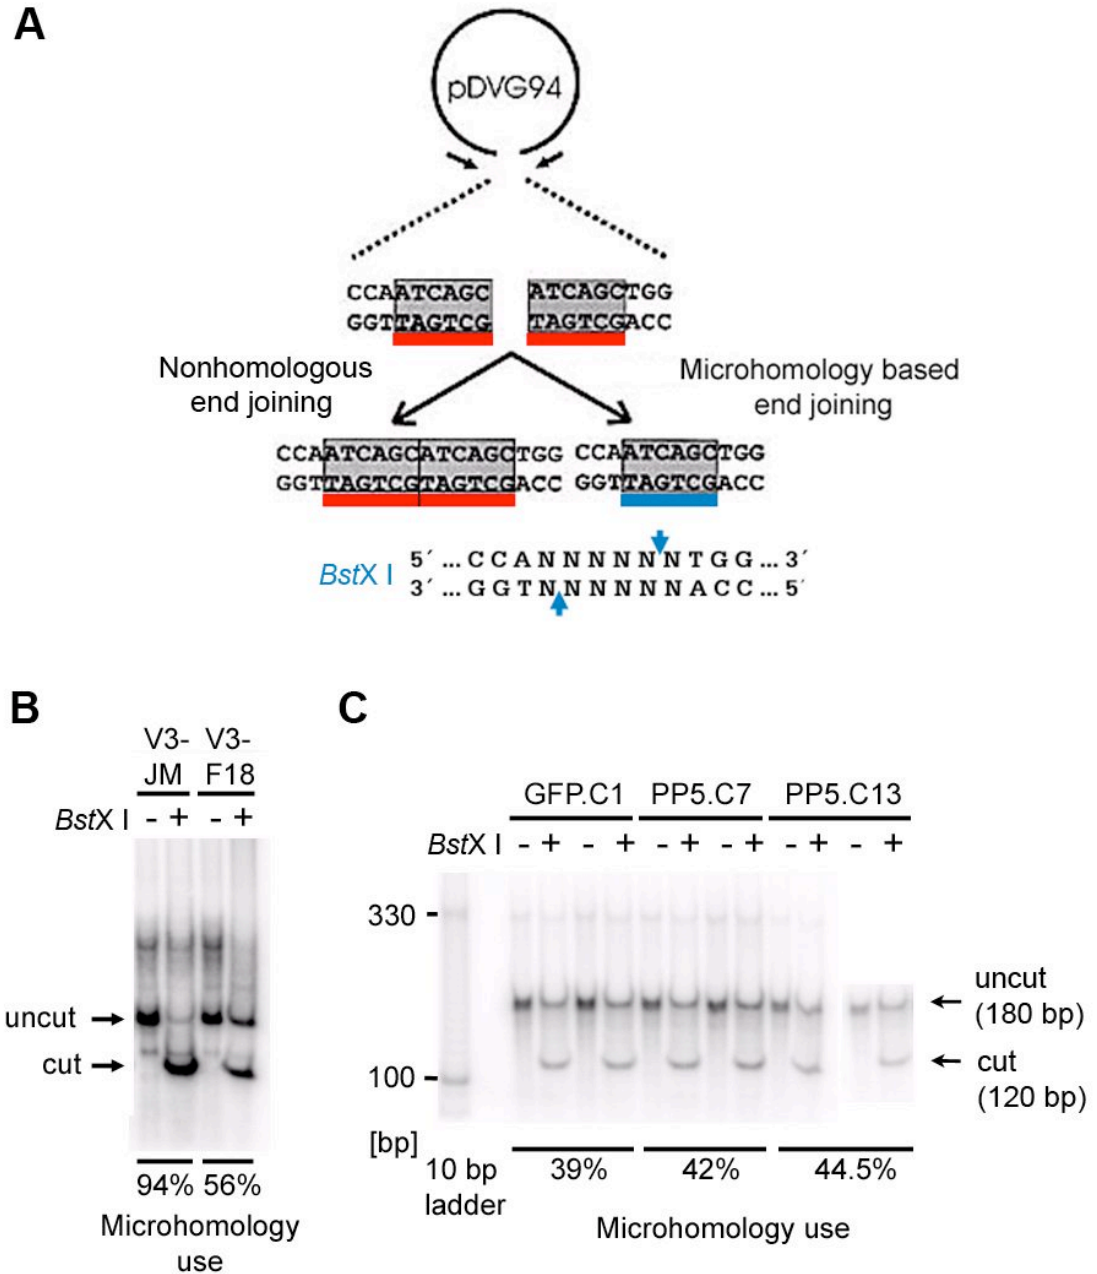 A
pDVG94
CCAATCAGC ATCAGCTGG
GGTTAGTCG TAGTCGACC
Nonhomologous
end joining
Microhomology based
end joining
CCAATCAGCATCAGCTGG CCAATCAGCTGG
GGTTAGTCGTAGTCGACC GGTTAGTCGACC
BstX I
5´ ... C C A N N N N N N T G G ... 3´
3´ ... G G T N N N N N N A C C ... 5´
B
V3-
JM
V3-
F18
BstX I - + - +
uncut
cut
94% 56%
Microhomology
use
C
GFP.C1 PP5.C7 PP5.C13
BstX I - + - + - + - + - + - +
330
100
uncut
(180 bp)
cut
(120 bp)
[bp]
10 bp
ladder
39% 42% 44.5%
Microhomology use